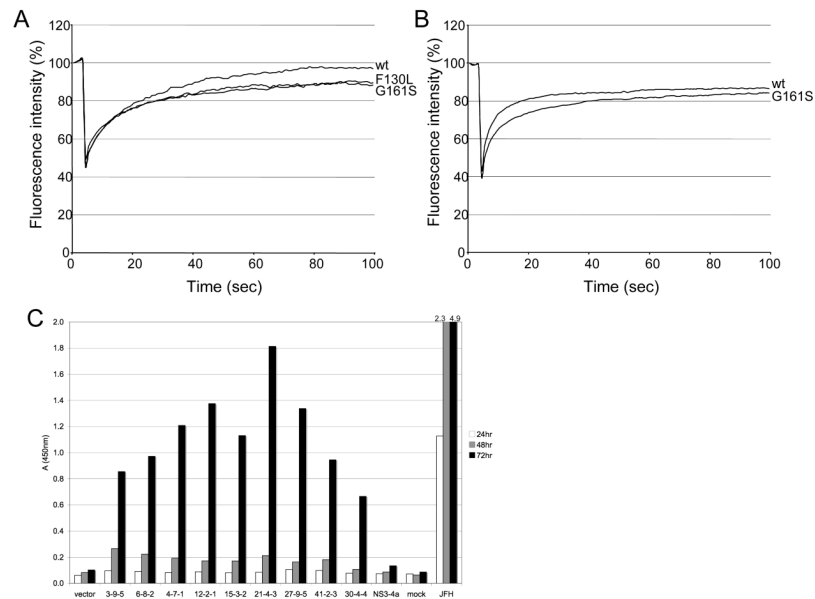 A
Fluorescence intensity (%)
120
100
80
60
40
20
0
wt
F130L
G161S
0 20 40 60 80 100
Time (sec)
B
Fluorescence intensity (%)
120
100
80
60
40
20
0
wt
G161S
0 20 40 60 80 100
Time (sec)
C
A (450nm)
2.0
1.8
1.6
1.4
1.2
1.0
0.8
0.6
0.4
0.2
0.0
2.3 4.9
24hr
48hr
72hr
vector 3-9-5 6-8-2 4-7-1 12-2-1 15-3-2 21-4-3 27-9-5 41-2-3 30-4-4 NS3-4a mock JFH